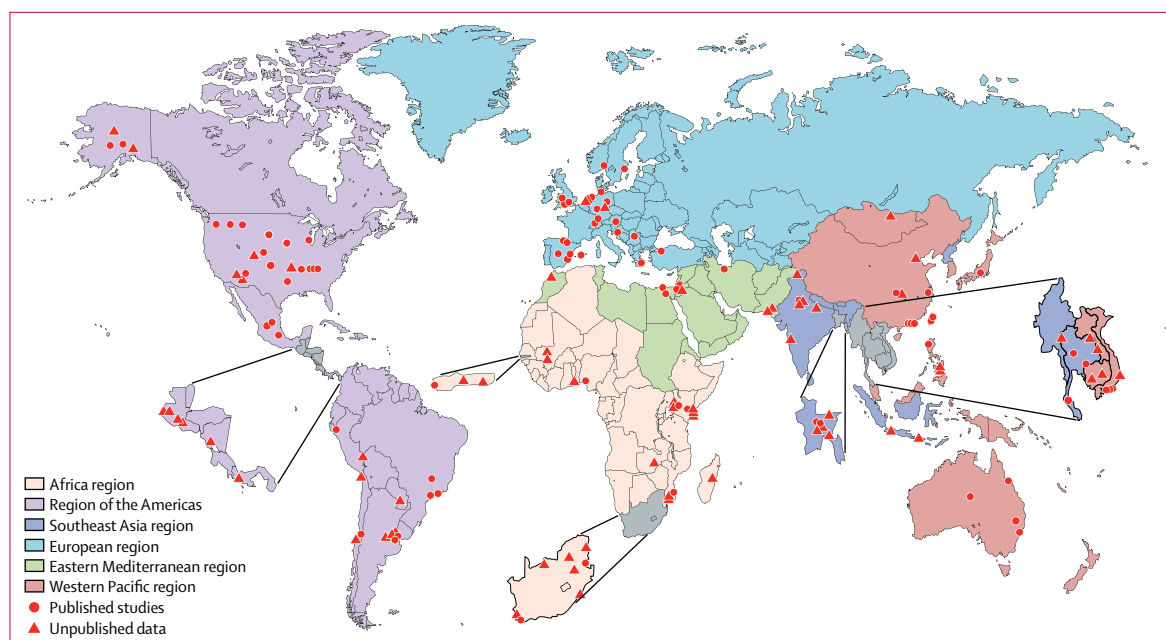 Africa region
Region of the Americas
Southeast Asia region
European region
Eastern Mediterranean region
Western Pacific region
Published studies
Unpublished data